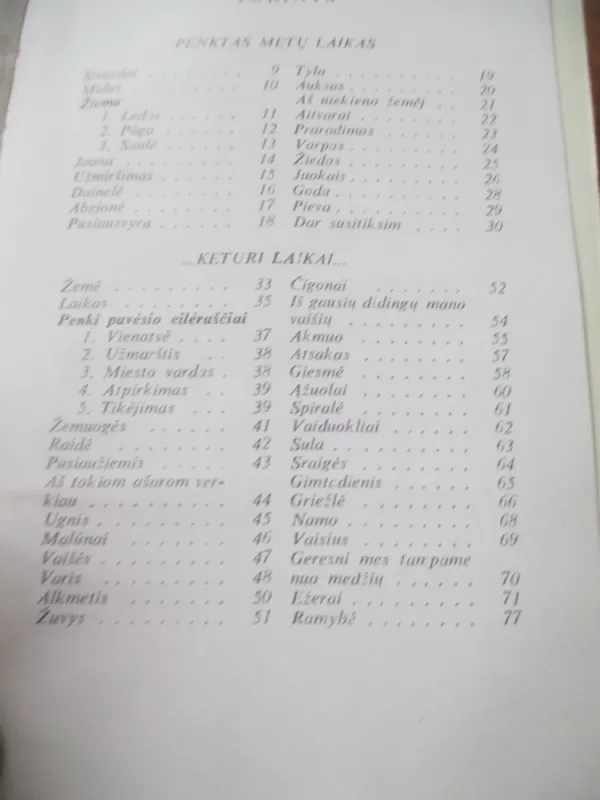 PENKTAS METŲ LAIKAS
9
Molas . . . . . . . . 10
Žiema
1. Ledu . . . . . . 11
2. Pūga . . . . . . 12
3. Saulė . . . . . . 13
Joana . . . . . . . . 14
Užmiršimas . . . . . . 15
Dainelė . . . . . . . 16
Abejonė . . . . . . . 17
Pusiausvyra . . . . . . 18
Tyla . . . . . . . . 19
Auksas . . . . . . . . 20
Aš niekieno žemėj . . . 21
Aitvarai . . . . . . . 22
Praradimas . . . . . . 23
Varpas . . . . . . . . 24
Žiedas . . . . . . . . 25
Juokais . . . . . . . 26
Goda . . . . . . . . 28
Pieva . . . . . . . . 29
Dar susitiksim . . . . . 30
...KETURI LAIKAI...
Žemė . . . . . . . . 33
Laikas . . . . . . . . 35
Penki pavėsio eilėraščiai
1. Vienatvė . . . . 37
2. Užmarštis . . 38
3. Miesto vardas . 38
4. Atpirkimas . . . 39
5. Tikėjimas . . . 39
Žemuogės . . . . . . 41
Raidė . . . . . . . . 42
Pusiaužiemis . . . . . 43
Aš tokiom ašarom ver-
kiau . . . . . . . . 44
Ugnis . . . . . . . . 45
Malūnai . . . . . . . 46
Vaišės . . . . . . . . 47
Varis . . . . . . . . 48
Alkmetis . . . . . . . 50
Žuvys . . . . . . . . 51
Čigonai . . . . . . 52
Iš gausių didingų mano
vaišių . . . . . . . 54
Akmuo . . . . . . . . 55
Atsakas . . . . . . . 57
Giesmė . . . . . . . . 58
Ąžuolai . . . . . . . 60
Spiralė . . . . . . . 61
Vaiduokliai . . . . . . 62
Sula . . . . . . . . . 63
Sraigės . . . . . . . 64
Gimtadienis . . . . . 65
Griežlė . . . . . . . 66
Namo . . . . . . . . 68
Vaisius . . . . . . . 69
Geresni mes tampame
nuo medžių . . . . . . 70
Ežerai . . . . . . . . 71
Ramybė . . . . . . . 77